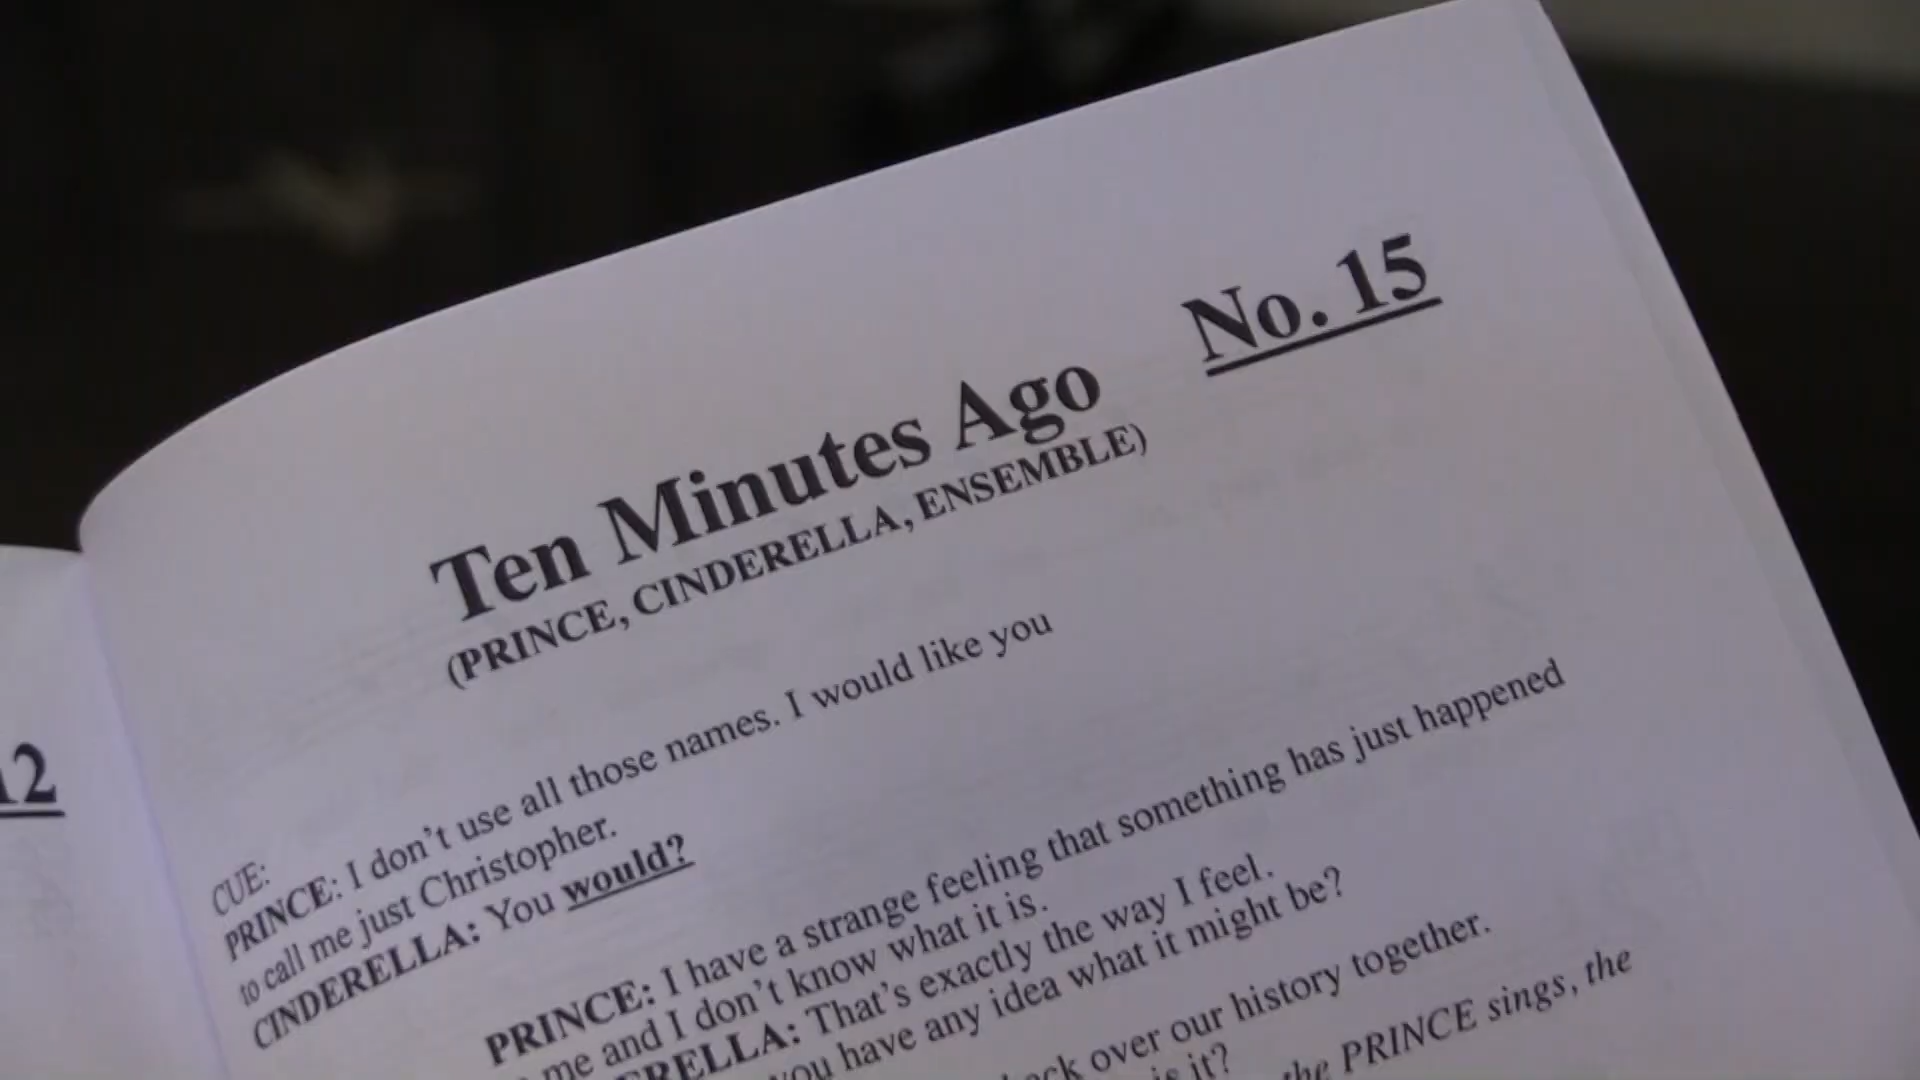 12
No. 15
Ten Minutes Ago
(PRINCE, CINDERELLA, ENSEMBLE)
CUE:
PRINCE: I don't use all those names. I would like you
to call me just Christopher.
CINDERELLA: You would?
PRINCE: I have a strange feeling that something has just happened
me and I don't know what it is.
ERELLA: That's exactly the way I feel.
you have any idea what it might be?
ack over our history together.
is it?
the PRINCE sings, the